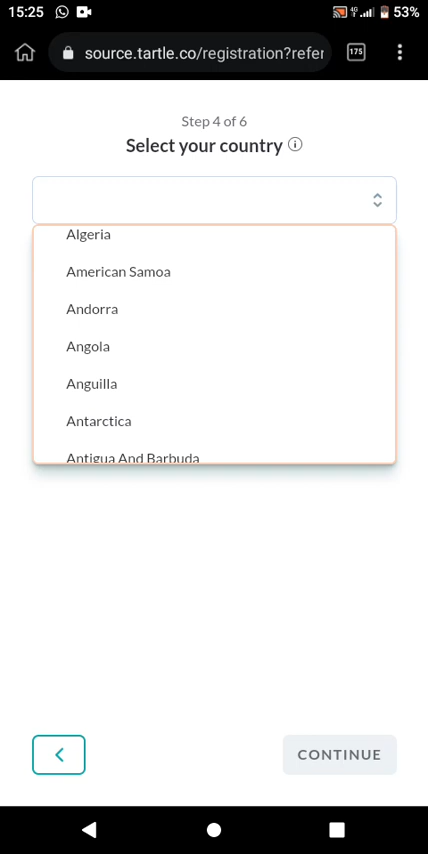 15:25
4G
53%
source.tartle.co/registration?refer
175
Step 4 of 6
Select your country
Algeria
American Samoa
Andorra
Angola
Anguilla
Antarctica
Antigua And Barbuda
CONTINUE